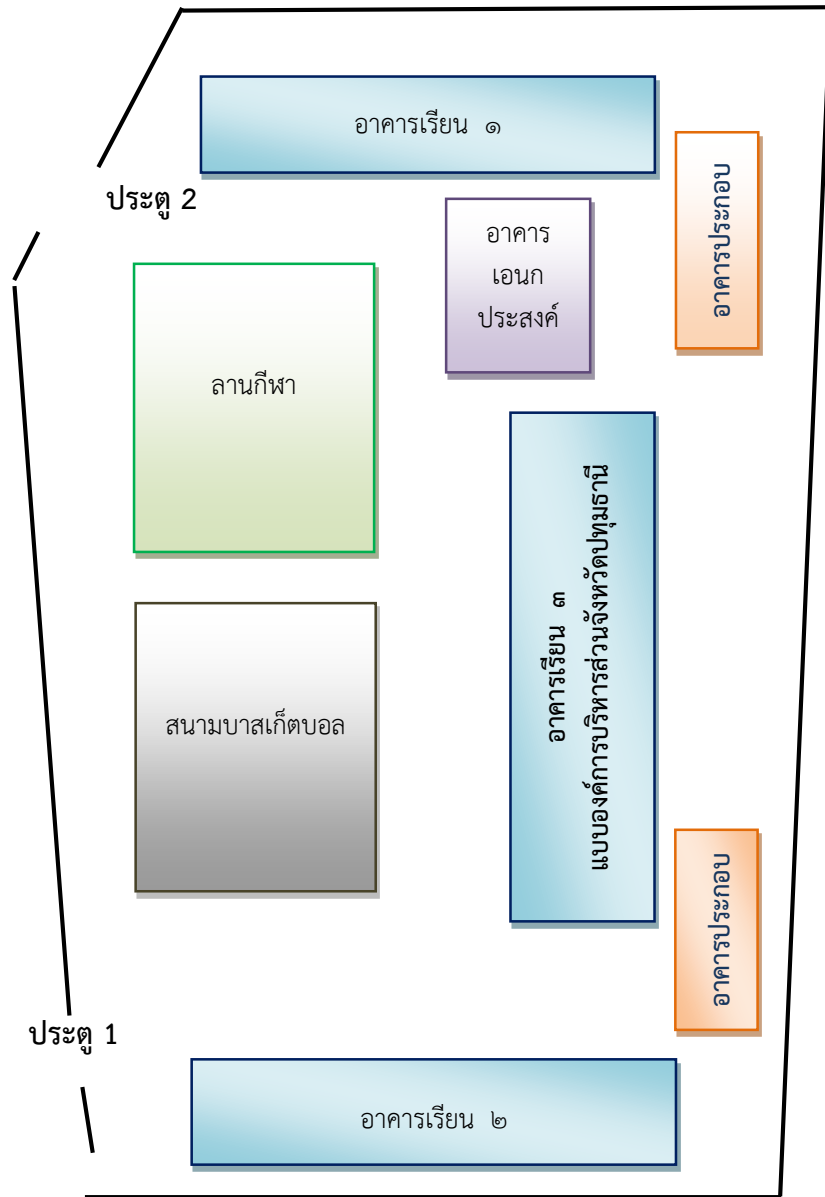 อาคารเรียน ๑
อาคารประกอบ
ประตู 2
อาคาร
เอนก
ประสงค์
ลานกีฬา
อาคารเรียน ๓
แบบองค์การบริหารส่วนจังหวัดปทุมธานี
สนามบาสเก็ตบอล
อาคารประกอบ
ประตู 1
อาคารเรียน ๒